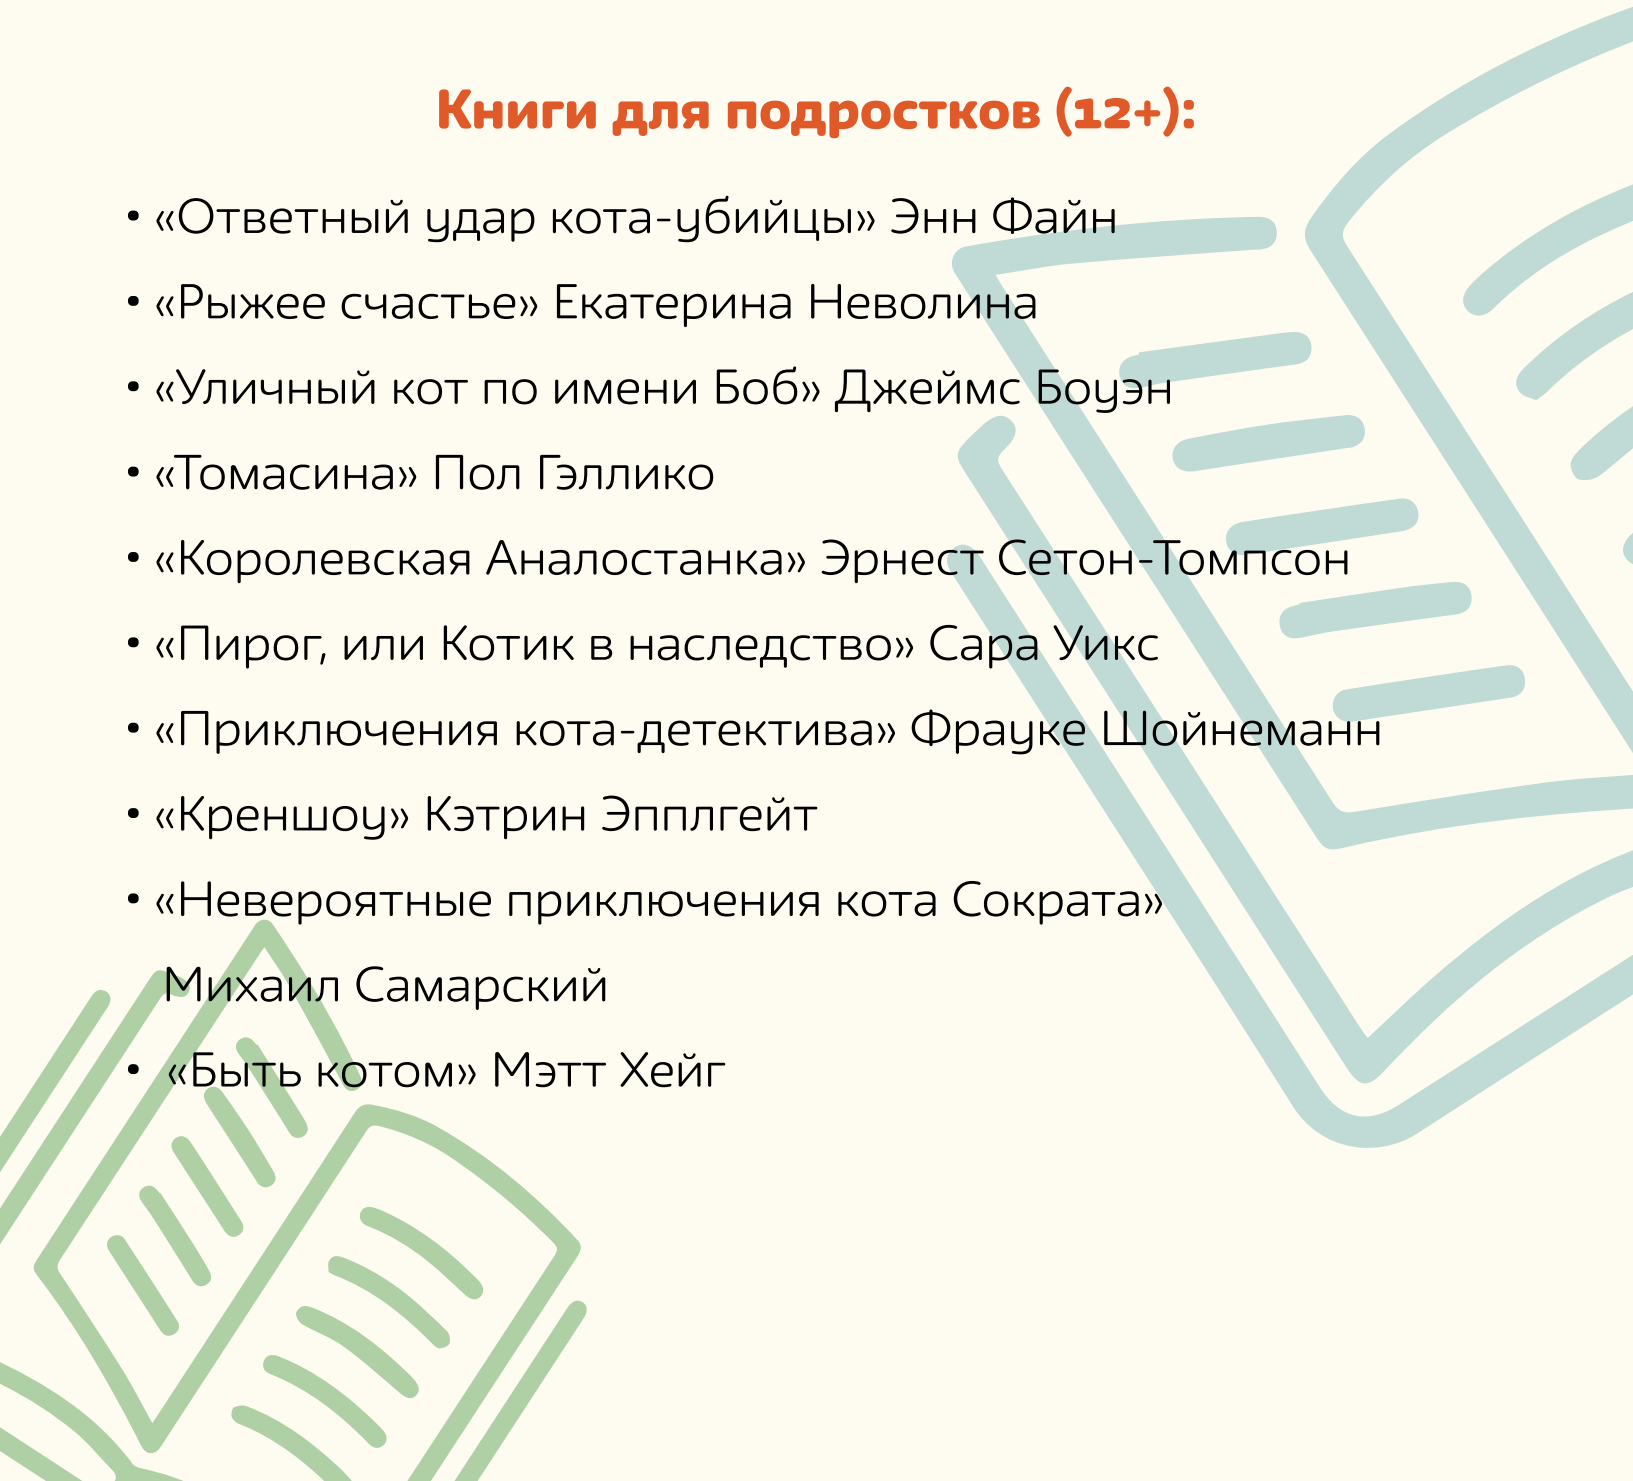 Книги для подростков (12+):
• «Ответный удар кота-убийцы» Энн Файн
• «Рыжее счастье» Екатерина Неволина
• «Уличный кот по имени Боб» Джеймс Боуэн
• «Томасина» Пол Гэллико
• «Королевская Аналостанка» Эрнест Сетон-Томпсон
• «Пирог, или Котик в наследство» Сара Уикс
• «Приключения кота-детектива» Фрауке Шойнеманн
• «Креншоу» Кэтрин Эпплгейт
• «Невероятные приключения кота Сократа»
Михаил Самарский
• «Быть котом» Мэтт Хейг